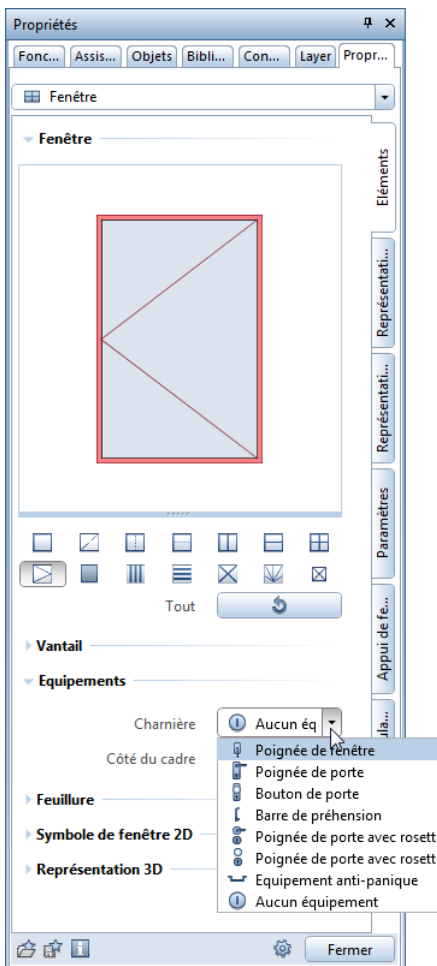 Propriétés
Fonc... Assis... Objets Bibli... Con... Layer Propr...
Fenêtre
Fenêtre
Eléments
Représentati...
Représentati...
Paramètres
Appui de fe...
Tout
Vantail
Equipements
Charnière Aucun éq
Côté du cadre
Poignée de fenêtre
Poignée de porte
Bouton de porte
Barre de préhension
Poignée de porte avec rosett
Poignée de porte avec rosett
Equipement anti-panique
Aucun équipement
Feuillure
Symbole de fenêtre 2D
Représentation 3D
Fermer